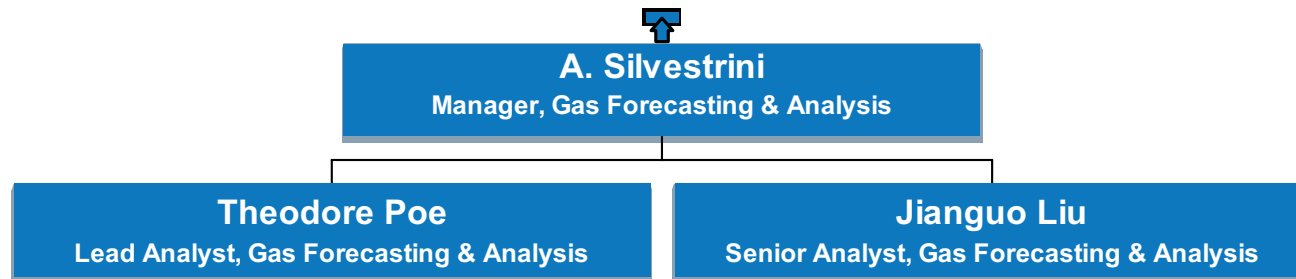 A. Silvestrini
Manager, Gas Forecasting & Analysis
Theodore Poe
Lead Analyst, Gas Forecasting & Analysis
Jianguo Liu
Senior Analyst, Gas Forecasting & Analysis